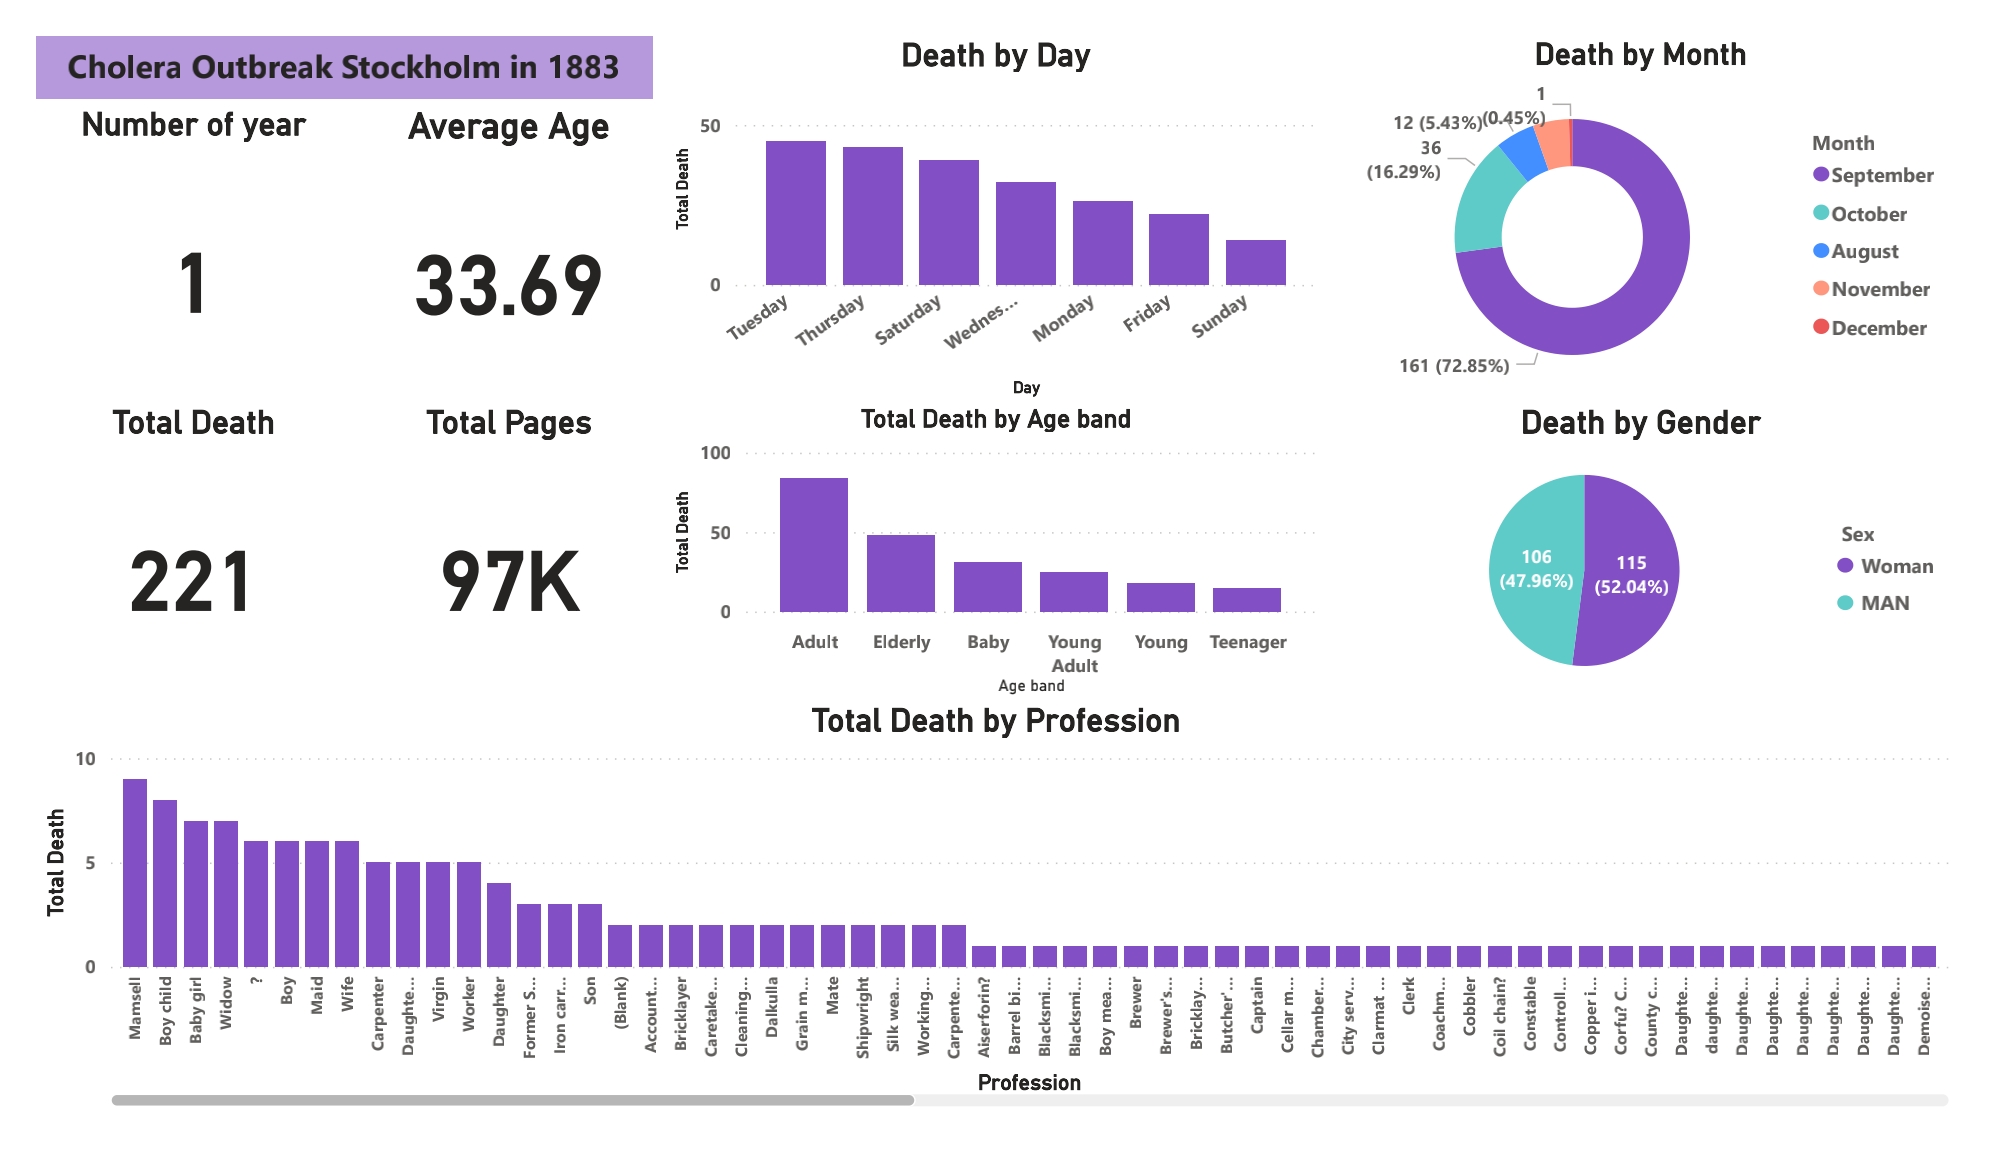 Cholera Outbreak Stockholm in 1883
Number of year
1
Average Age
33.69
Total Death
221
Total Pages
97K
Death by Day
Total Death
50
0
Tuesday
Thursday
Saturday
Wednes...
Monday
Friday
Sunday
Day
Total Death by Age band
Total Death
100
50
0
Adult
Elderly
Baby
Young
Adult
Young
Teenager
Age band
Death by Month
1
(0.45%)
12 (5.43%)
36
(16.29%)
161 (72.85%)
Month
September
October
August
November
December
Death by Gender
106
(47.96%)
115
(52.04%)
Sex
Woman
MAN
Total Death by Profession
Total Death
10
5
0
Mamsell
Boy child
Baby girl
Widow
?
Boy
Maid
Wife
Carpenter
Daughte...
Virgin
Worker
Daughter
Former S...
Iron carr...
Son
(Blank)
Account...
Bricklayer
Caretake...
Cleaning...
Dalkulla
Grain m...
Mate
Shipwright
Silk wea...
Working...
Carpente...
Aiserforin?
Barrel bi...
Blacksmi...
Blacksmi...
Boy mea...
Brewer
Brewer's...
Bricklay...
Butcher'...
Captain
Cellar m...
Chamber...
City serv...
Clarmat ...
Clerk
Coachm...
Cobbler
Coil chain?
Constable
Controll...
Copper i...
Corfu? C...
County c...
Daughte...
daughte...
Daughte...
Daughte...
Daughte...
Daughte...
Daughte...
Daughte...
Demoise...
Profession